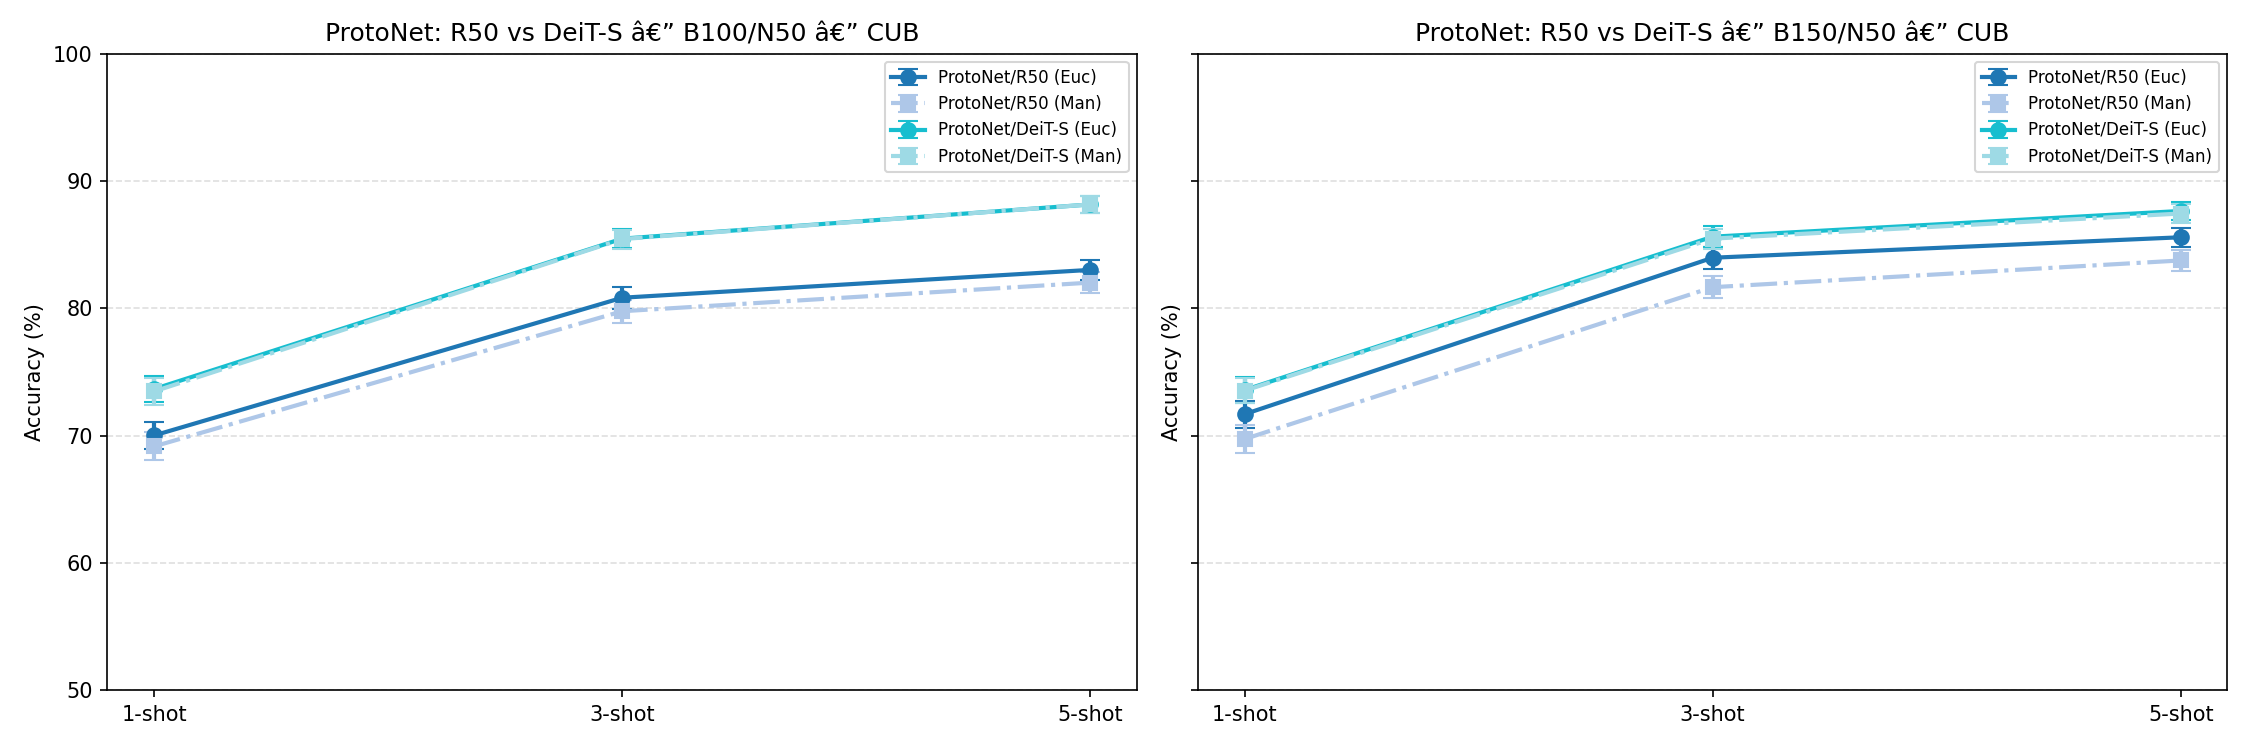 ProtoNet: R50 vs DeiT-S â€” B100/N50 â€” CUB
Accuracy (%)
100
90
80
70
60
50
1-shot
3-shot
5-shot
ProtoNet/R50 (Euc)
ProtoNet/R50 (Man)
ProtoNet/DeiT-S (Euc)
ProtoNet/DeiT-S (Man)
ProtoNet: R50 vs DeiT-S â€” B150/N50 â€” CUB
Accuracy (%)
1-shot
3-shot
5-shot
ProtoNet/R50 (Euc)
ProtoNet/R50 (Man)
ProtoNet/DeiT-S (Euc)
ProtoNet/DeiT-S (Man)